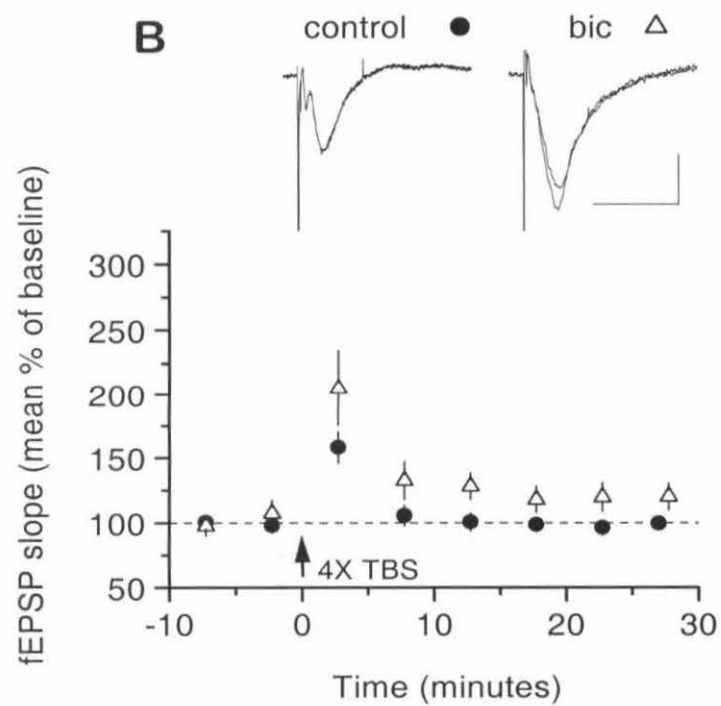 B
control ● bic △
fEPSP slope (mean % of baseline)
300
250
200
150
100
50
4X TBS
-10 0 10 20 30
Time (minutes)